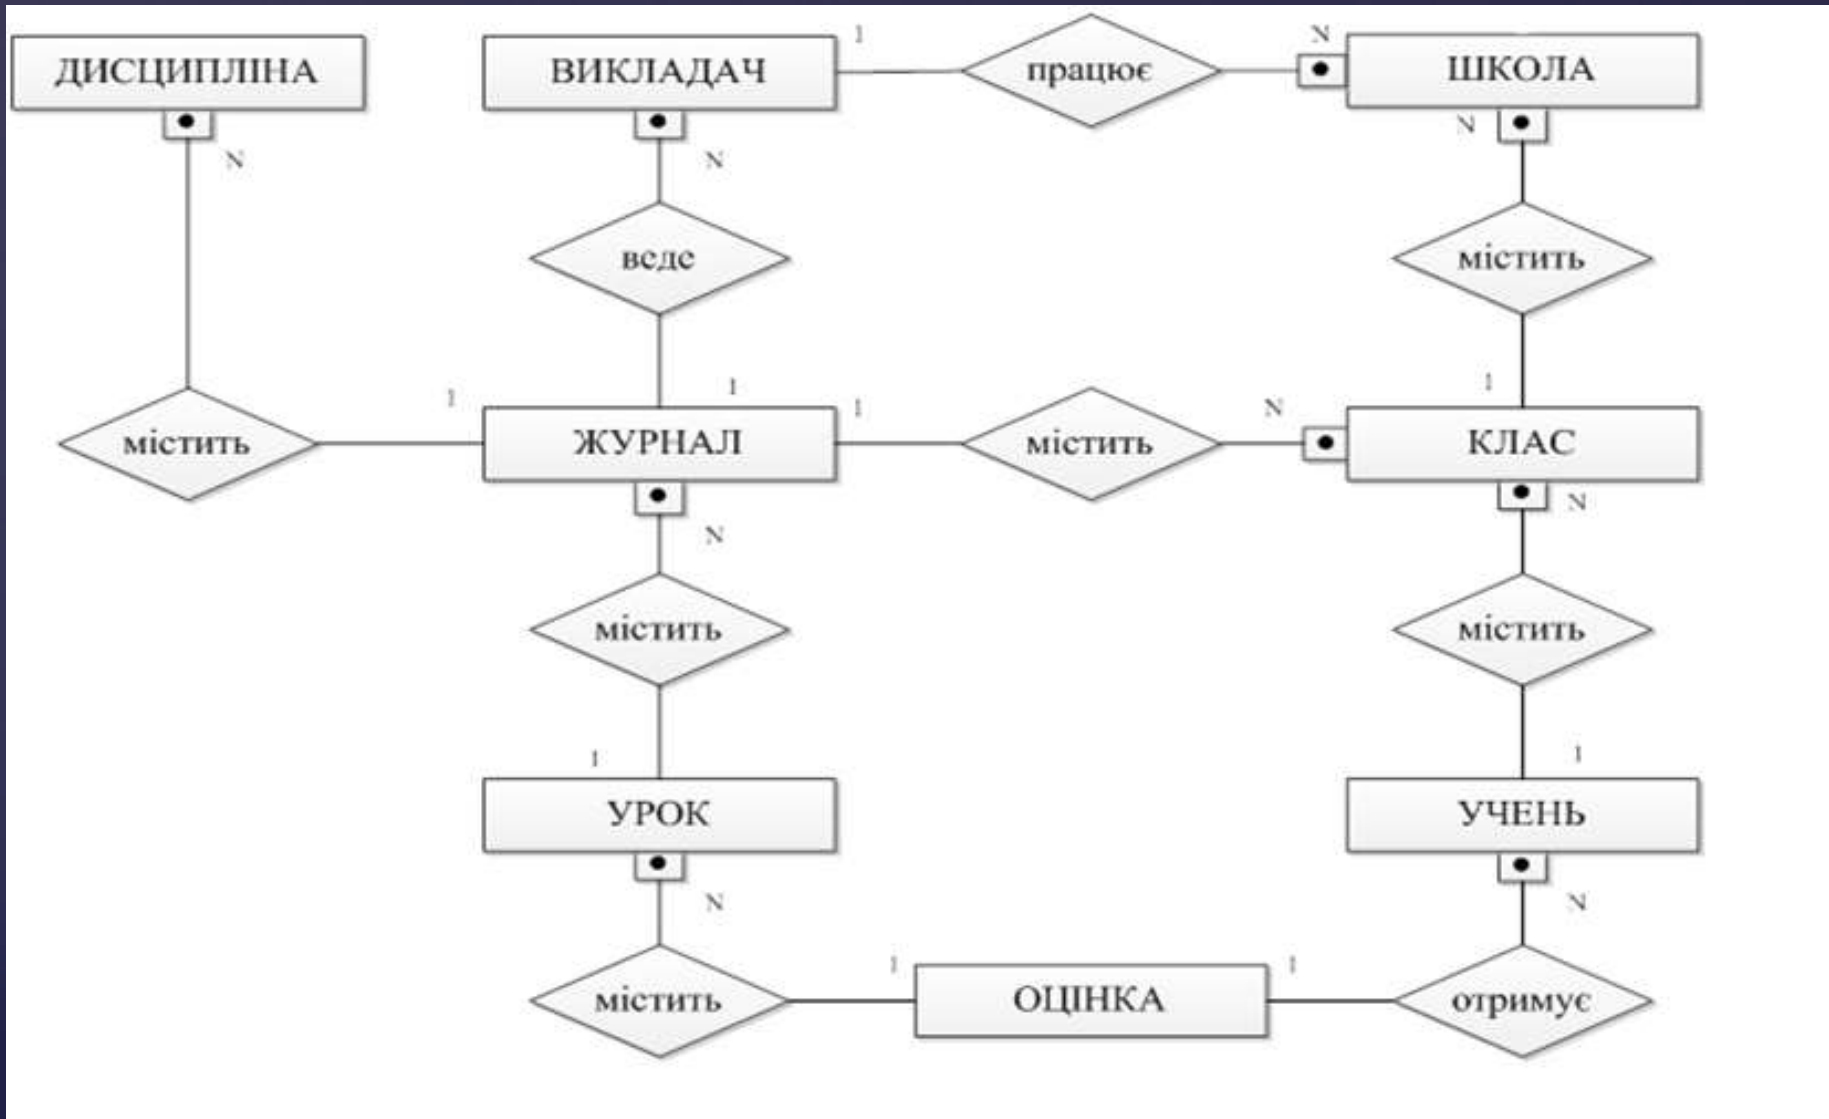 ДИСЦИПЛІНА
ВИКЛАДАЧ
1
працює
N
ШКОЛА
N
N
N
веде
містить
1
1
1
N
1
містить
ЖУРНАЛ
містить
КЛАС
N
N
містить
містить
1
1
УРОК
УЧЕНЬ
N
N
містить
1
ОЦІНКА
1
отримує